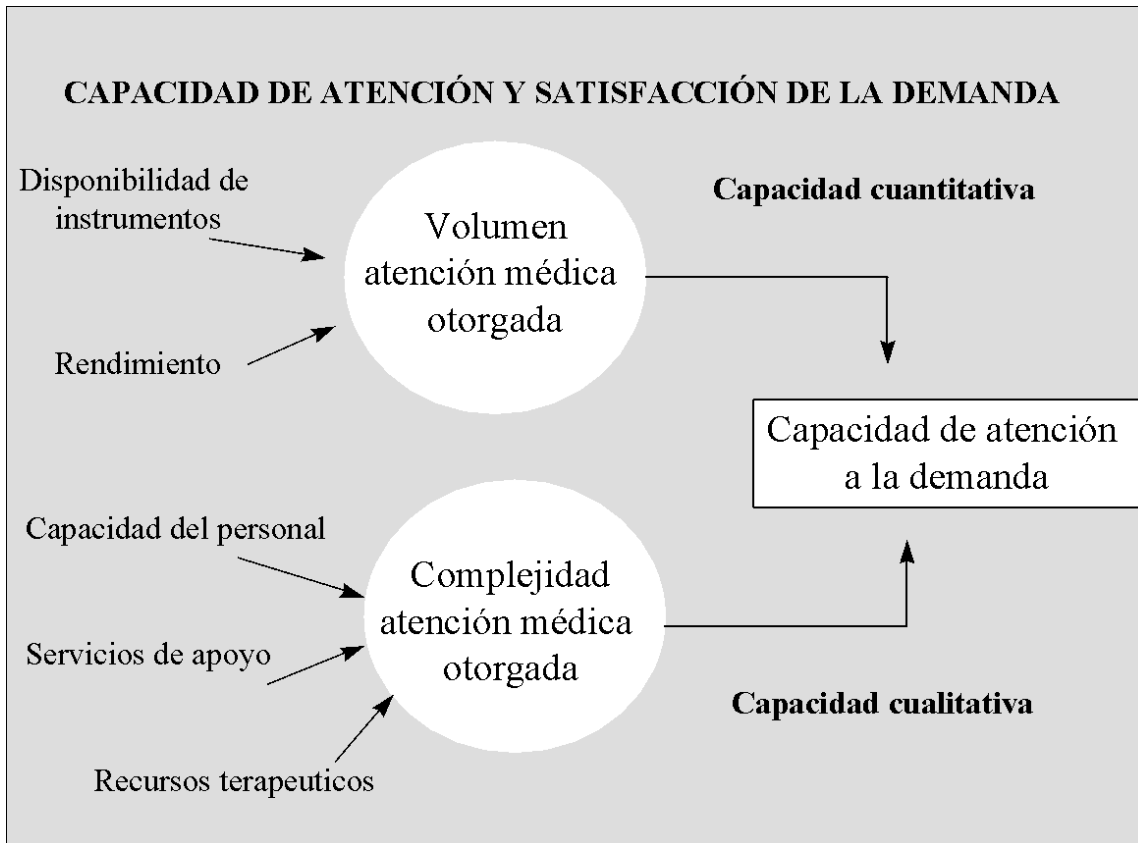 CAPACIDAD DE ATENCIÓN Y SATISFACCIÓN DE LA DEMANDA
Disponibilidad de
instrumentos
Rendimiento
Volumen
atención médica
otorgada
Capacidad cuantitativa
Capacidad de atención
a la demanda
Capacidad del personal
Servicios de apoyo
Recursos terapeuticos
Complejidad
atención médica
otorgada
Capacidad cualitativa